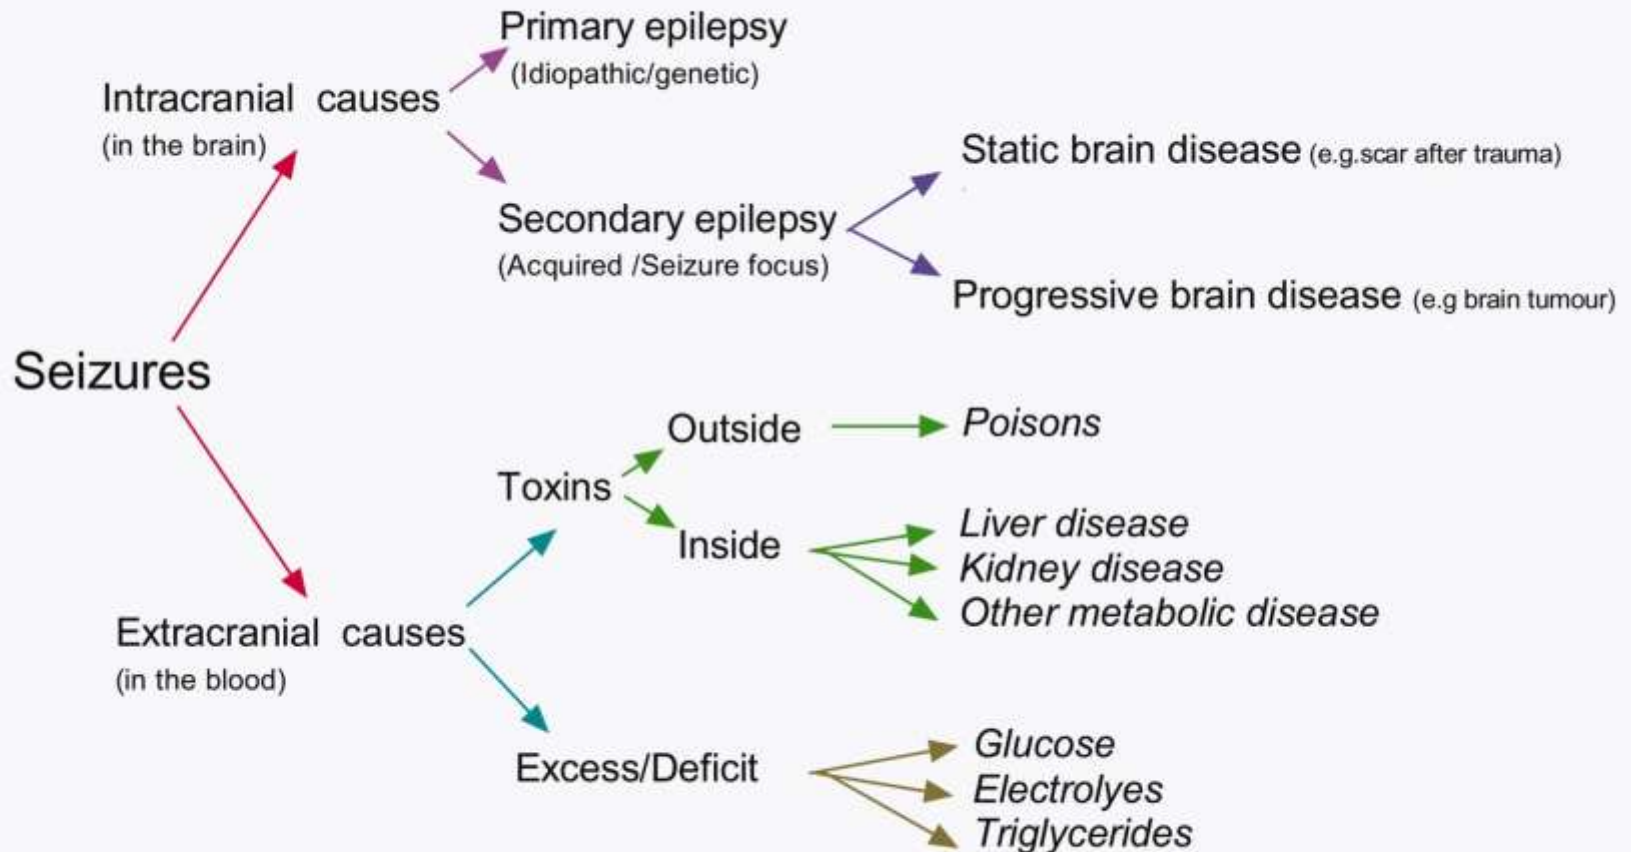 Primary epilepsy
(Idiopathic/genetic)
Intracranial causes
(in the brain)
Static brain disease (e.g.scar after trauma)
Secondary epilepsy
(Acquired /Seizure focus)
Progressive brain disease (e.g brain tumour)
Seizures
Outside
Poisons
Toxins
Inside
Liver disease
Kidney disease
Other metabolic disease
Extracranial causes
(in the blood)
Excess/Deficit
Glucose
Electrolyes
Triglycerides